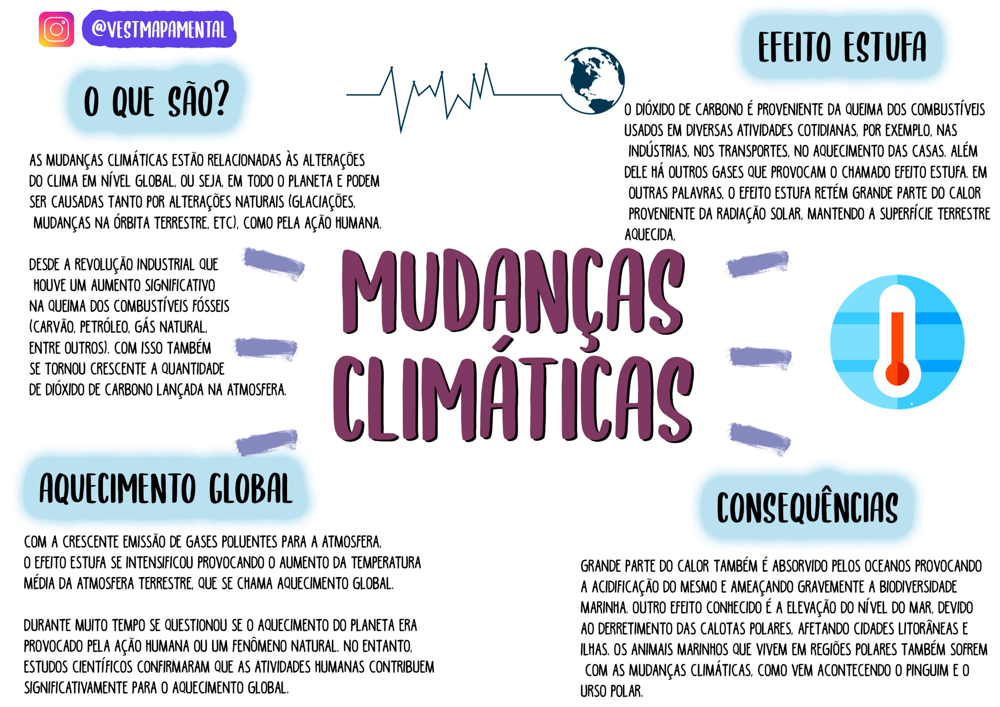 @VESTMAPAMENTAL
O QUE SÃO?
AS MUDANÇAS CLIMÁTICAS ESTÃO RELACIONADAS ÀS ALTERAÇÕES
DO CLIMA EM NÍVEL GLOBAL, OU SEJA, EM TODO O PLANETA E PODEM
SER CAUSADAS TANTO POR ALTERAÇÕES NATURAIS (GLACIAÇÕES,
MUDANÇAS NA ÓRBITA TERRESTRE, ETC), COMO PELA AÇÃO HUMANA.
DESDE A REVOLUÇÃO INDUSTRIAL QUE
HOUVE UM AUMENTO SIGNIFICATIVO
NA QUEIMA DOS COMBUSTÍVEIS FÓSSEIS
(CARVÃO, PETRÓLEO, GÁS NATURAL,
ENTRE OUTROS). COM ISSO TAMBÉM
SE TORNOU CRESCENTE A QUANTIDADE
DE DIÓXIDO DE CARBONO LANÇADA NA ATMOSFERA.
EFEITO ESTUFA
O DIÓXIDO DE CARBONO É PROVENIENTE DA QUEIMA DOS COMBUSTÍVEIS
USADOS EM DIVERSAS ATIVIDADES COTIDIANAS, POR EXEMPLO, NAS
INDÚSTRIAS, NOS TRANSPORTES, NO AQUECIMENTO DAS CASAS. ALÉM
DELE HÁ OUTROS GASES QUE PROVOCAM O CHAMADO EFEITO ESTUFA. EM
OUTRAS PALAVRAS, O EFEITO ESTUFA RETÉM GRANDE PARTE DO CALOR
PROVENIENTE DA RADIAÇÃO SOLAR, MANTENDO A SUPERFÍCIE TERRESTRE
AQUECIDA,
MUDANÇAS
CLIMÁTICAS
AQUECIMENTO GLOBAL
COM A CRESCENTE EMISSÃO DE GASES POLUENTES PARA A ATMOSFERA,
O EFEITO ESTUFA SE INTENSIFICOU PROVOCANDO O AUMENTO DA TEMPERATURA
MÉDIA DA ATMOSFERA TERRESTRE, QUE SE CHAMA AQUECIMENTO GLOBAL.
DURANTE MUITO TEMPO SE QUESTIONOU SE O AQUECIMENTO DO PLANETA ERA
PROVOCADO PELA AÇÃO HUMANA OU UM FENÔMENO NATURAL. NO ENTANTO,
ESTUDOS CIENTÍFICOS CONFIRMARAM QUE AS ATIVIDADES HUMANAS CONTRIBUEM
SIGNIFICATIVAMENTE PARA O AQUECIMENTO GLOBAL.
CONSEQUÊNCIAS
GRANDE PARTE DO CALOR TAMBÉM É ABSORVIDO PELOS OCEANOS PROVOCANDO
A ACIDIFICAÇÃO DO MESMO E AMEAÇANDO GRAVEMENTE A BIODIVERSIDADE
MARINHA. OUTRO EFEITO CONHECIDO É A ELEVAÇÃO DO NÍVEL DO MAR, DEVIDO
AO DERRETIMENTO DAS CALOTAS POLARES, AFETANDO CIDADES LITORÂNEAS E
ILHAS. OS ANIMAIS MARINHOS QUE VIVEM EM REGIÕES POLARES TAMBÉM SOFREM
COM AS MUDANÇAS CLIMÁTICAS, COMO VEM ACONTECENDO O PINGUIM E O
URSO POLAR.